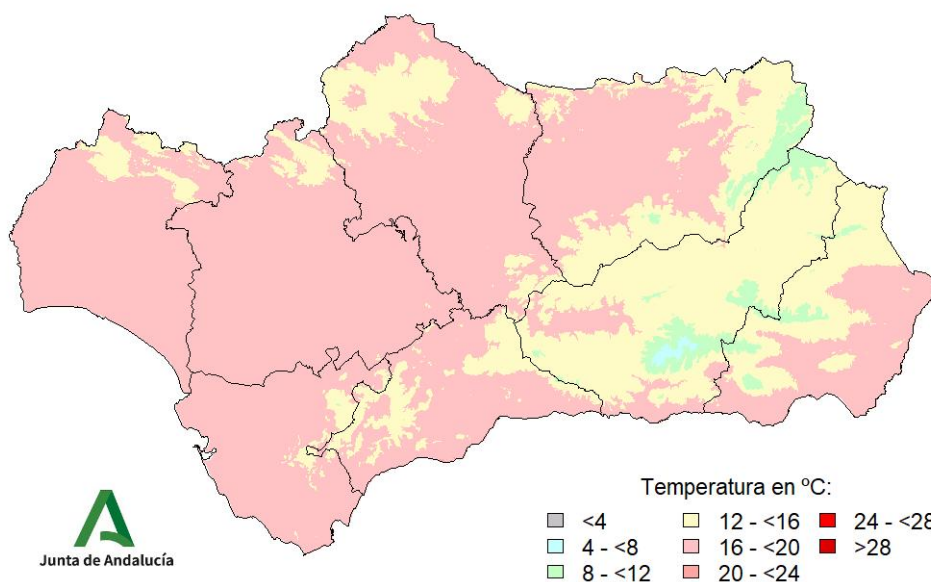 Temperatura en ºC:
<4
12 - <16
24 - <28
4 - <8
16 - <20
>28
8 - <12
20 - <24
Junta de Andalucía